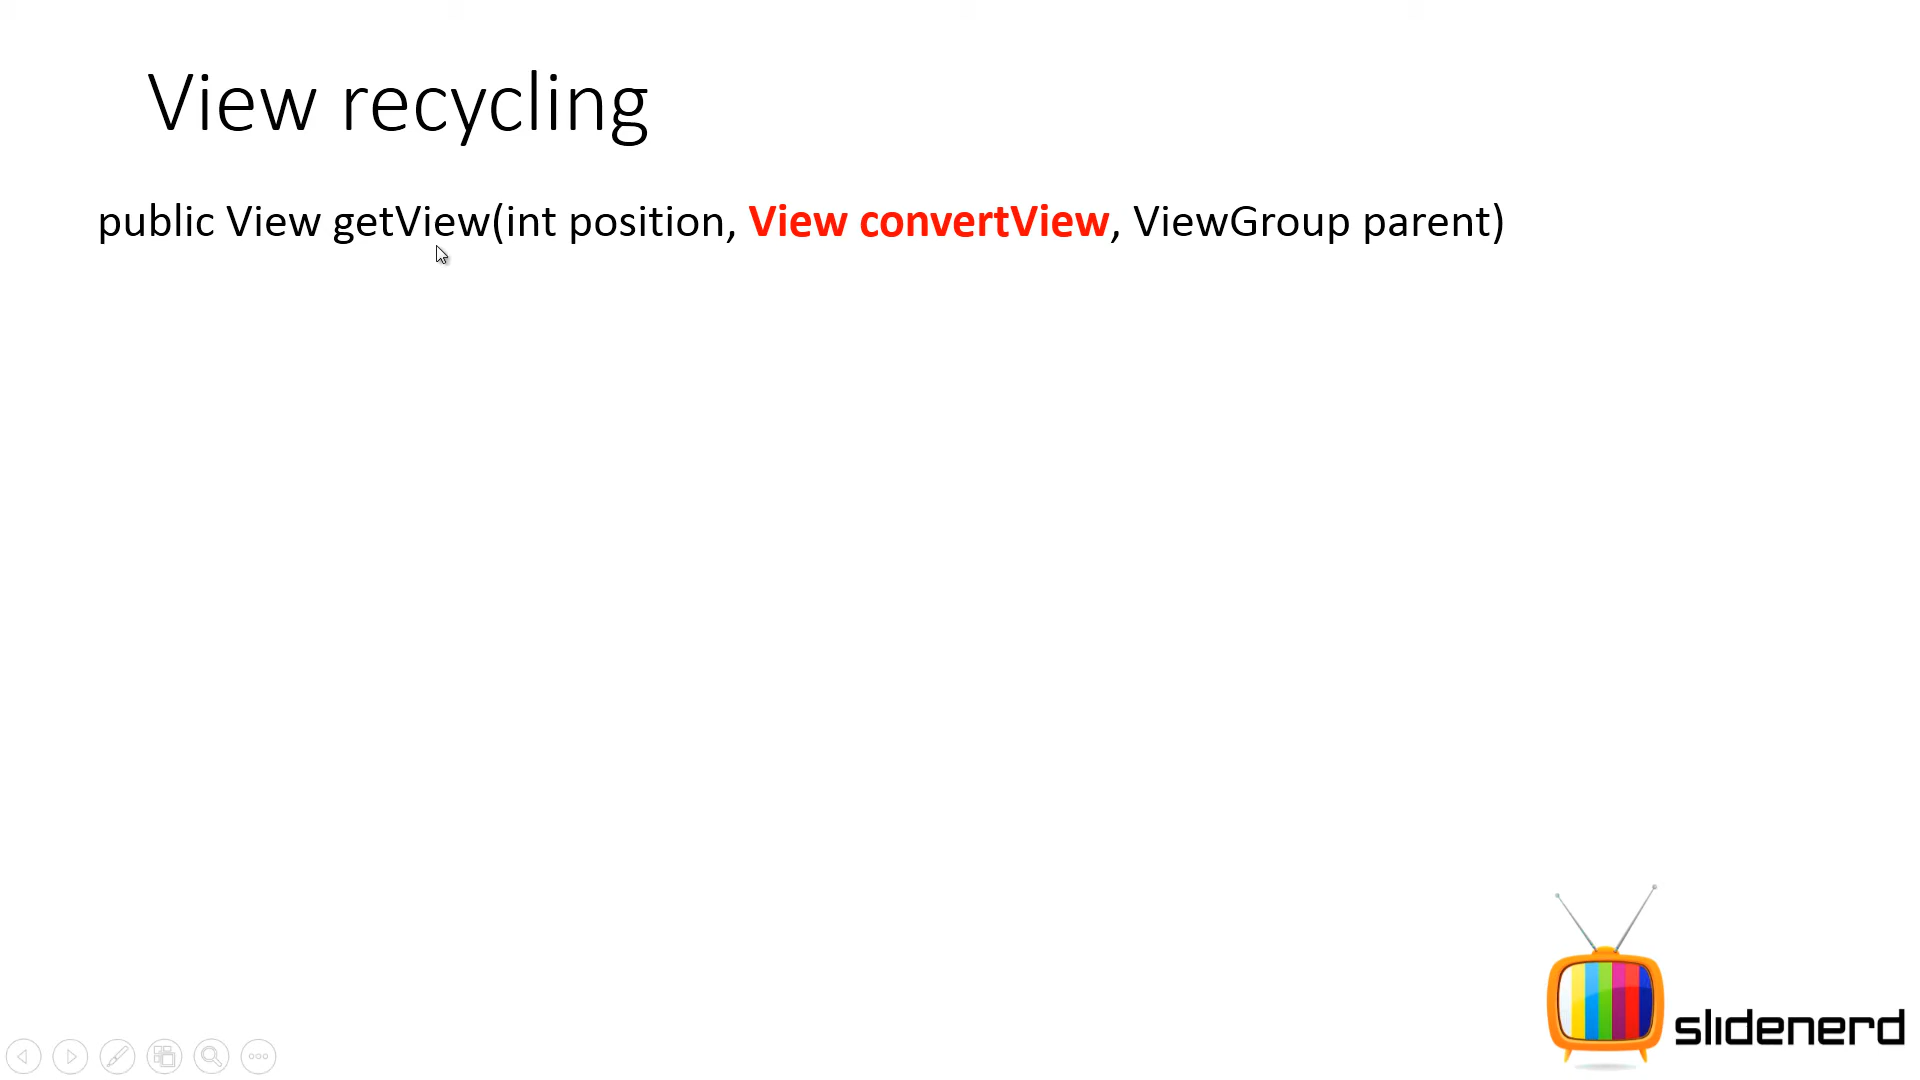 View recycling
public View getView(int position, View convertView, ViewGroup parent)
slidenerd